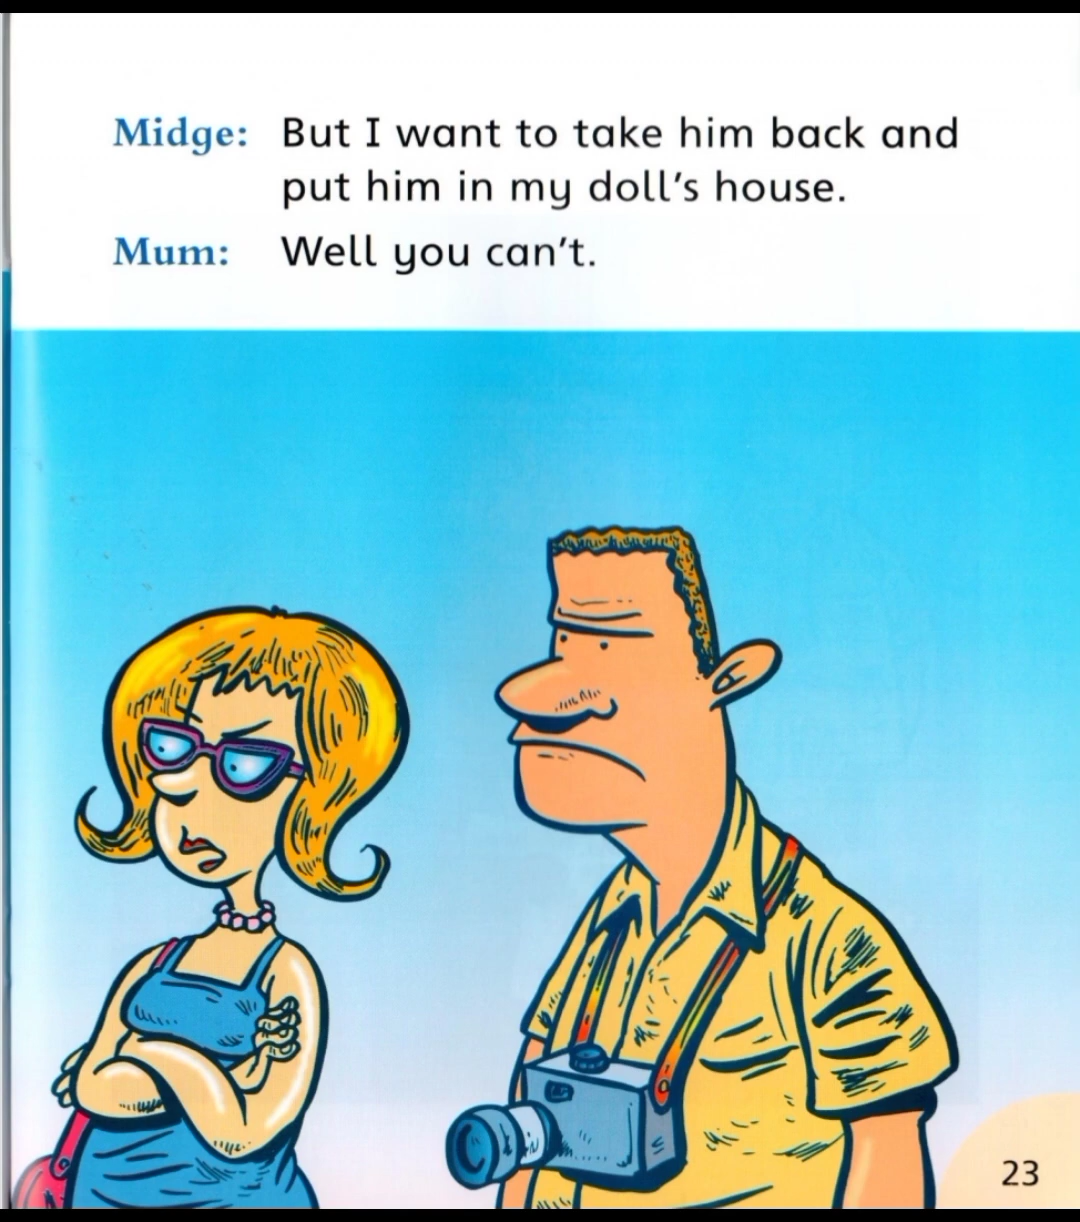 Midge: But I want to take him back and
put him in my doll's house.
Mum: Well you can't.
23